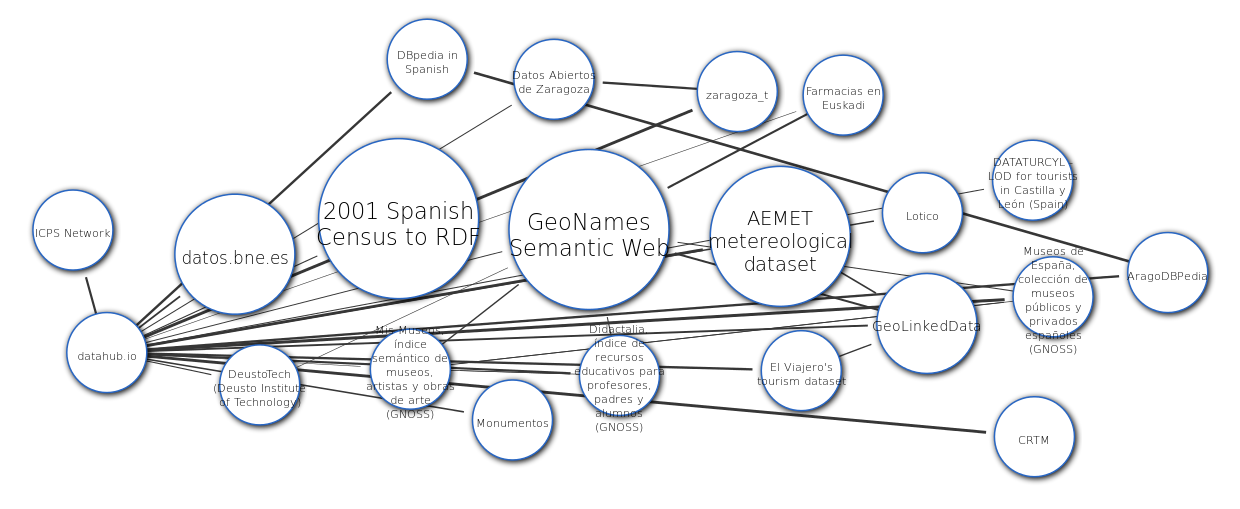 DBpedia in
Spanish
Datos Abiertos
de Zaragoza
zaragoza_t
Farmacias en
Euskadi
DATATURCYL -
LOD for tourists
in Castilla y
León (Spain)
ICPS Network
datos.bne.es
2001 Spanish
Census to RDF
GeoNames
Semantic Web
AEMET
metereological
dataset
Lotico
Museos de
España,
colección de
museos
públicos y
privados
españoles
(GNOSS)
AragoDBPedia
datahub.io
DeustoTech
(Deusto Institute
of Technology)
Mis Museos,
índice
semántico de
museos,
artistas y obras
de arte
(GNOSS)
Didactalia,
índice de
recursos
educativos para
profesores,
padres y
alumnos
(GNOSS)
GeoLinkedData
El Viajero's
tourism dataset
Monumentos
CRTM